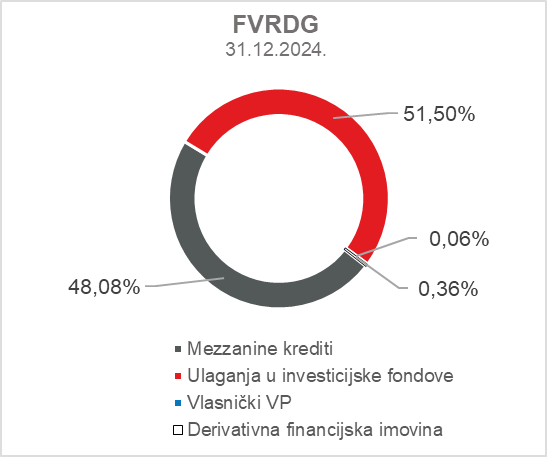 FVRDG
31.12.2024.
51,50%
0,06%
48,08%
0,36%
Mezzanine krediti
Ulaganja u investicijske fondove
Vlasnički VP
Derivativna financijska imovina